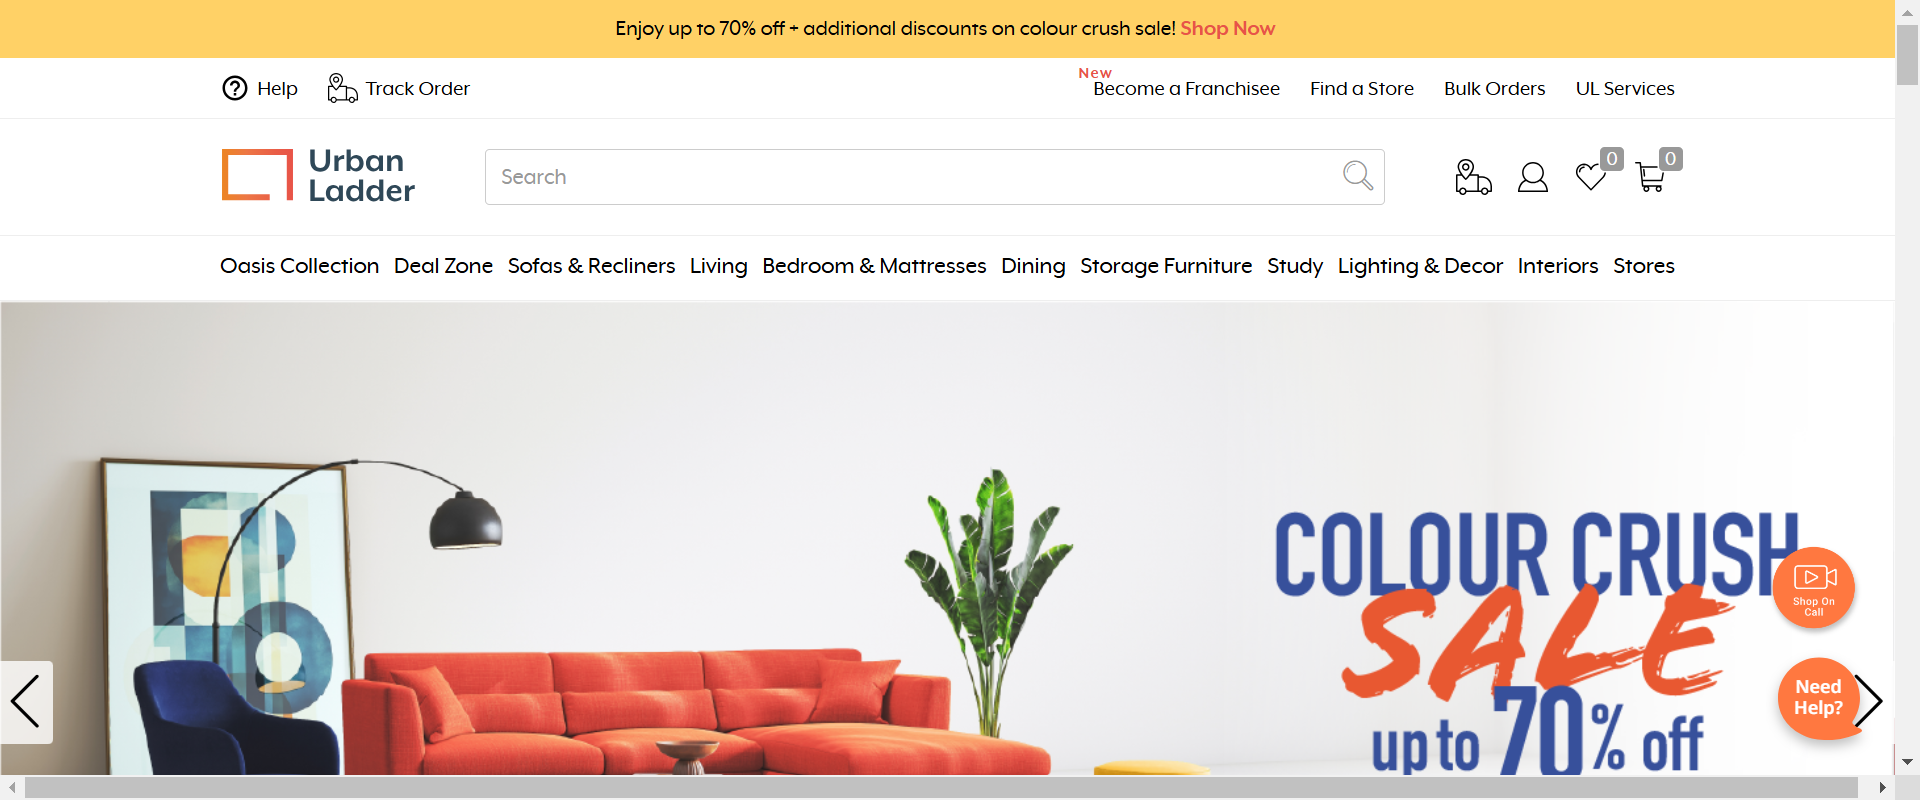 Enjoy up to 70% off + additional discounts on colour crush sale! Shop Now
Help
Track Order
New
Become a Franchisee
Find a Store
Bulk Orders
UL Services
Urban
Ladder
Search
0
0
Oasis Collection
Deal Zone
Sofas & Recliners
Living
Bedroom & Mattresses
Dining
Storage Furniture
Study
Lighting & Decor
Interiors
Stores
COLOUR CRUSH
SALE
up to 70% off
Shop On
Call
Need
Help?